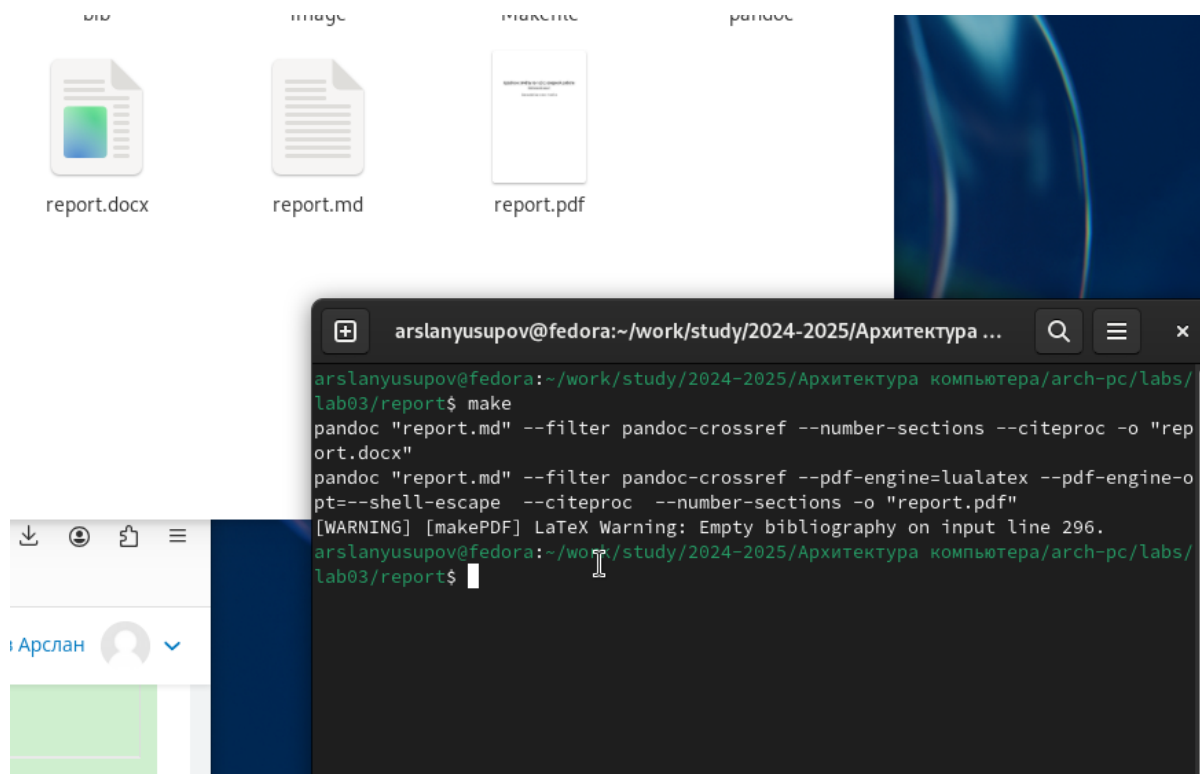 bib image Makefile pandoc
report.docx report.md report.pdf
arslanyusupov@fedora:~/work/study/2024-2025/Архитектура ...
arslanyusupov@fedora:~/work/study/2024-2025/Архитектура компьютера/arch-pc/labs/
lab03/report$ make
pandoc "report.md" --filter pandoc-crossref --number-sections --citeproc -o "rep
ort.docx"
pandoc "report.md" --filter pandoc-crossref --pdf-engine=lualatex --pdf-engine-o
pt=--shell-escape  --citeproc  --number-sections -o "report.pdf"
[WARNING] [makePDF] LaTeX Warning: Empty bibliography on input line 296.
arslanyusupov@fedora:~/work/study/2024-2025/Архитектура компьютера/arch-pc/labs/
lab03/report$
в Арслан